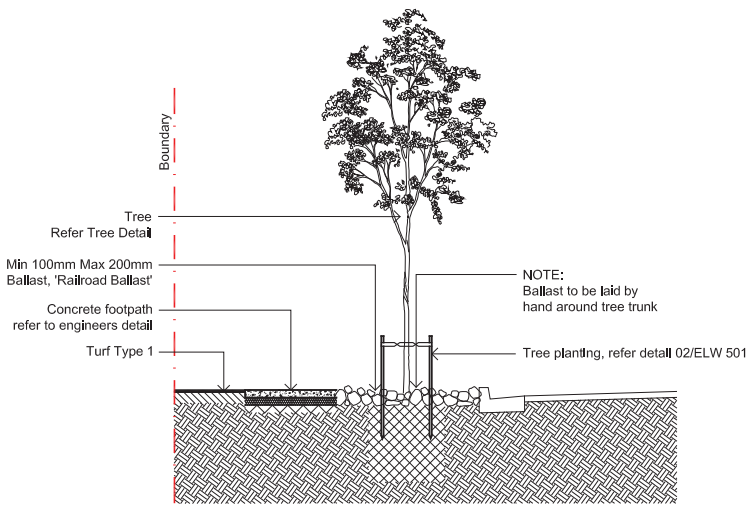 Boundary
Tree
Refer Tree Detail
Min 100mm Max 200mm
Ballast, 'Railroad Ballast'
Concrete footpath
refer to engineers detail
Turf Type 1
NOTE:
Ballast to be laid by
hand around tree trunk
Tree planting, refer detail 02/ELW 501